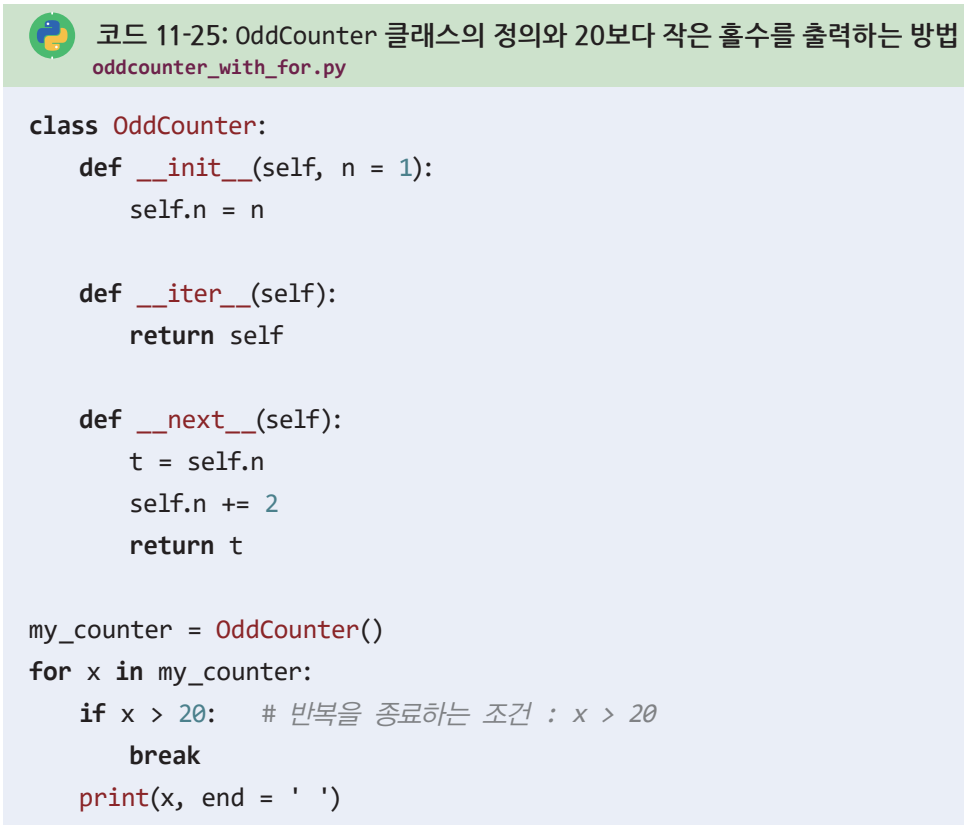 코드 11-25: OddCounter 클래스의 정의와 20보다 작은 홀수를 출력하는 방법
oddcounter_with_for.py
class OddCounter:
    def __init__(self, n = 1):
        self.n = n

    def __iter__(self):
        return self

    def __next__(self):
        t = self.n
        self.n += 2
        return t

my_counter = OddCounter()
for x in my_counter:
    if x > 20:   # 반복을 종료하는 조건 : x > 20
        break
    print(x, end = ' ')